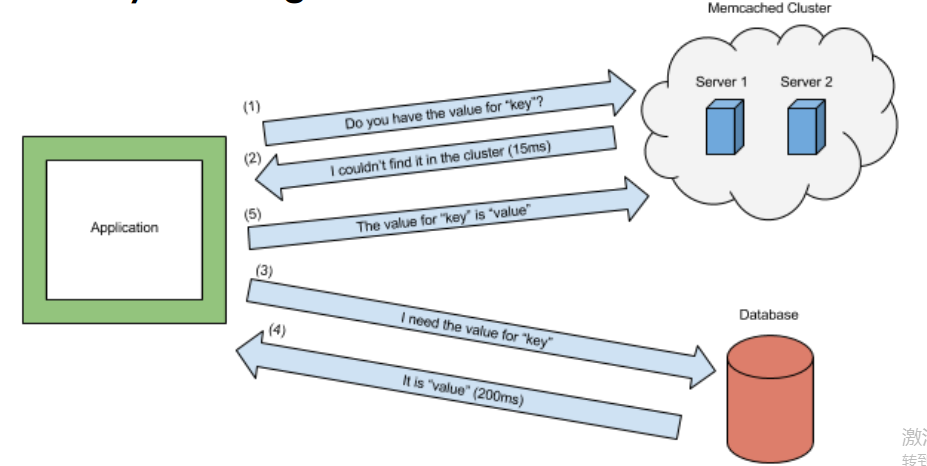 Memcached Cluster
Server 1 Server 2
(1)
Do you have the value for "key"?
(2)
I couldn't find it in the cluster (15ms)
(5)
The value for "key" is "value"
Application
(3)
I need the value for "key"
(4)
It is "value" (200ms)
Database